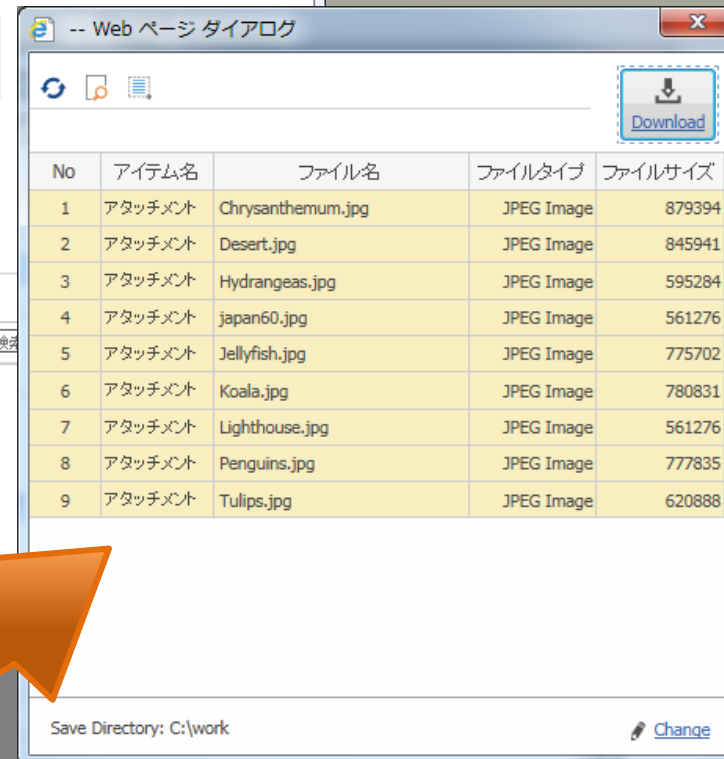 -- Web ページ ダイアログ
Download
No アイテム名 ファイル名 ファイルタイプ ファイルサイズ
1 アタッチメント Chrysanthemum.jpg JPEG Image 879394
2 アタッチメント Desert.jpg JPEG Image 845941
3 アタッチメント Hydrangeas.jpg JPEG Image 595284
4 アタッチメント japan60.jpg JPEG Image 561276
5 アタッチメント Jellyfish.jpg JPEG Image 775702
6 アタッチメント Koala.jpg JPEG Image 780831
7 アタッチメント Lighthouse.jpg JPEG Image 561276
8 アタッチメント Penguins.jpg JPEG Image 777835
9 アタッチメント Tulips.jpg JPEG Image 620888
Save Directory: C:\work
Change